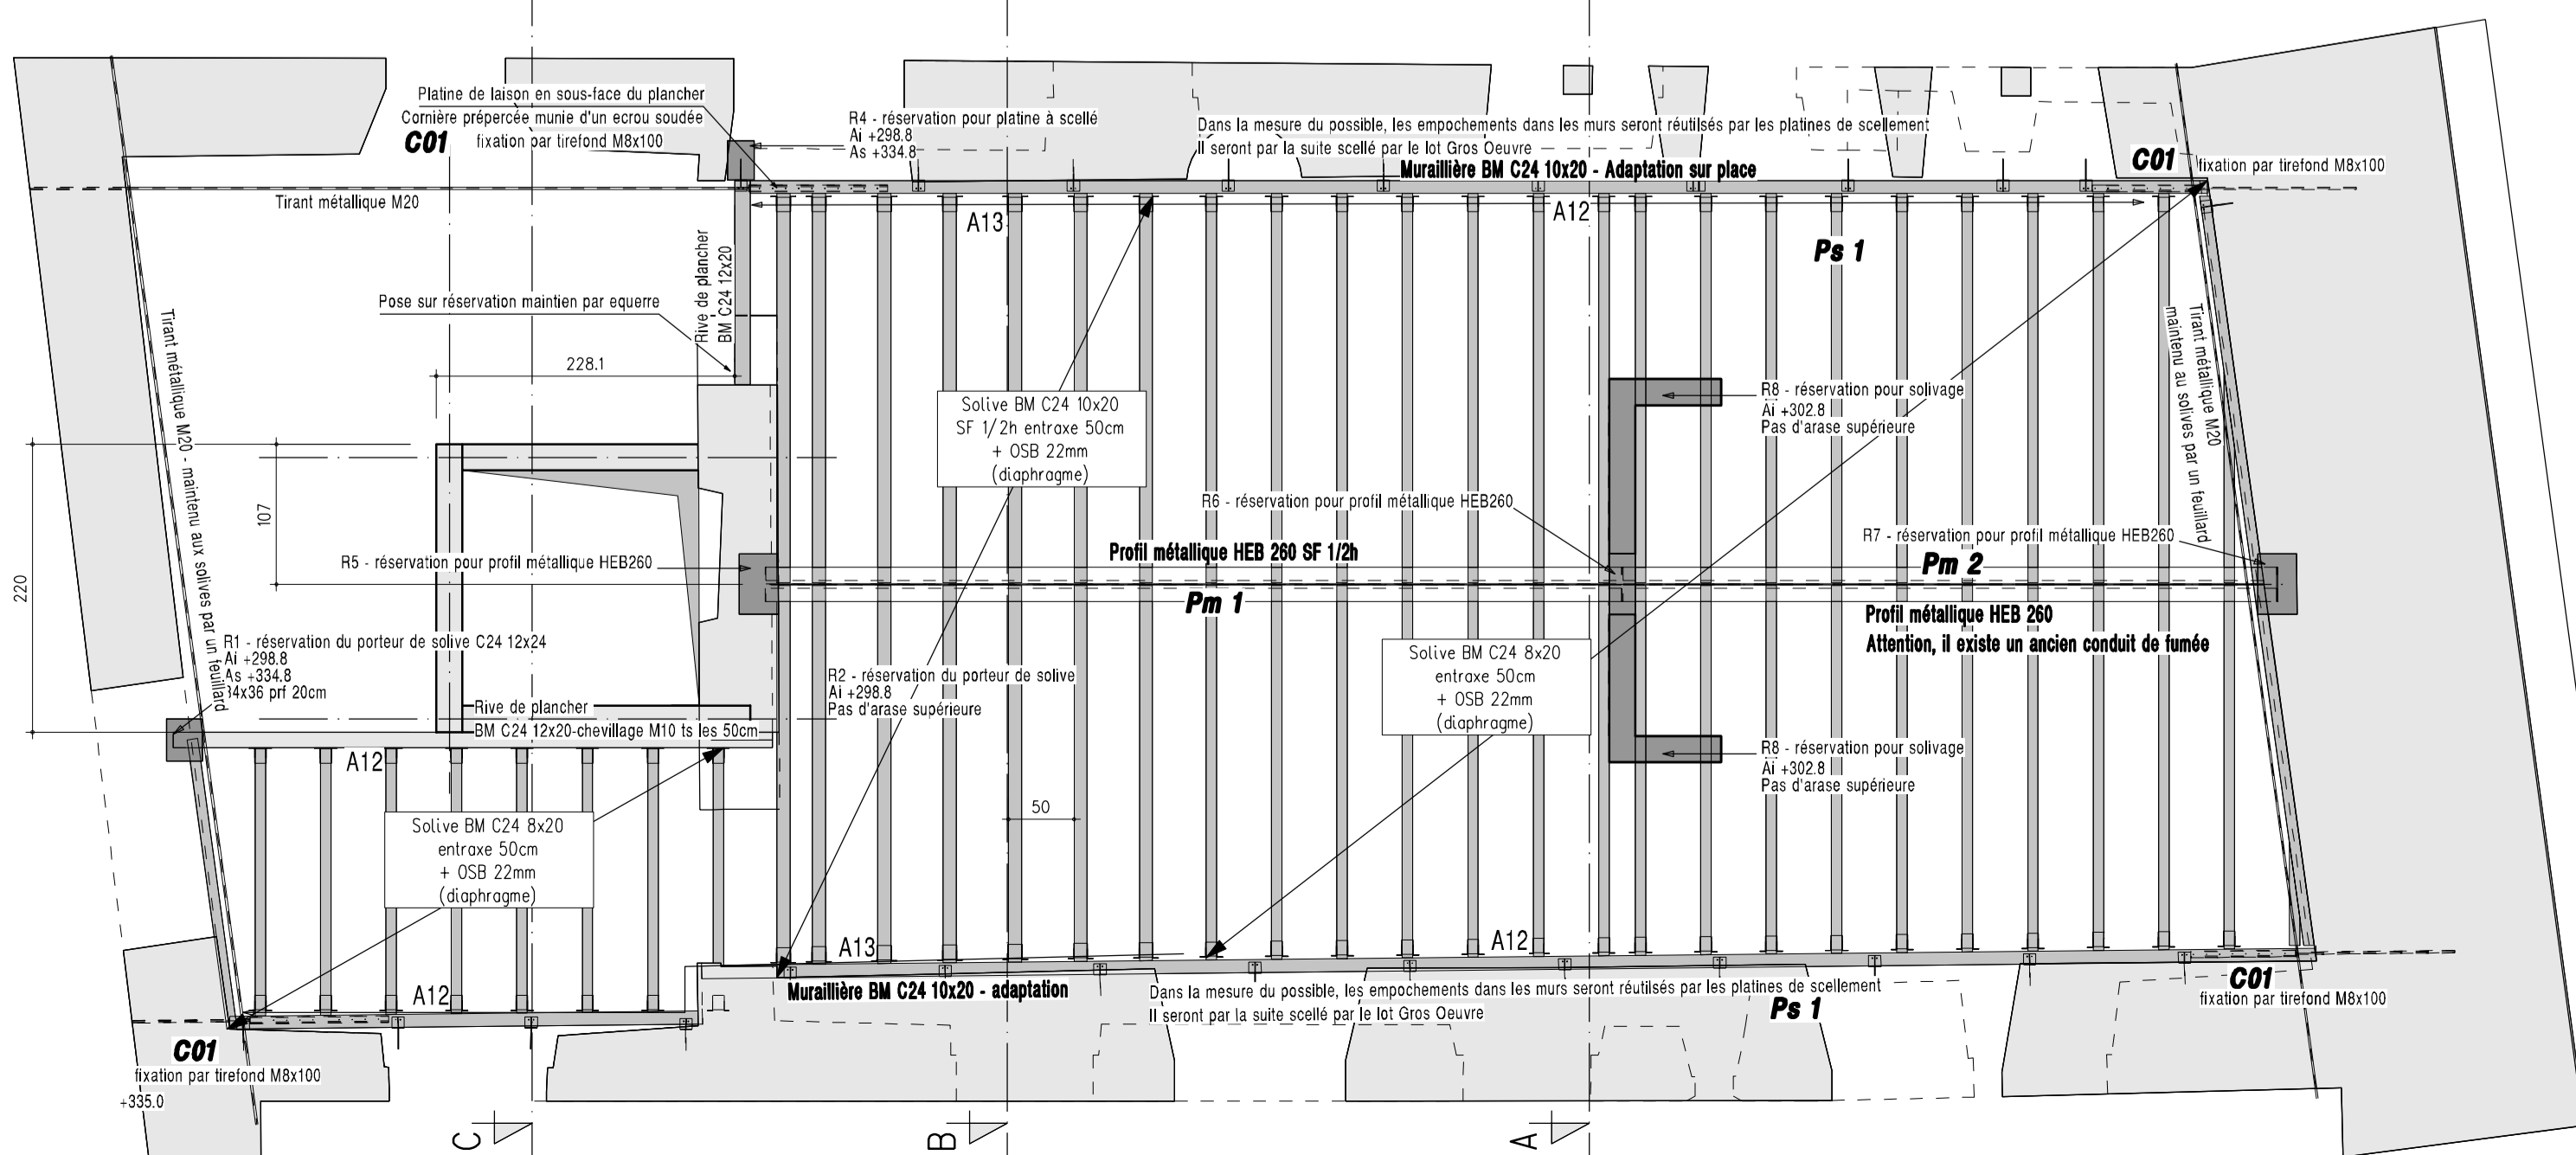 Platine de laison en sous-face du plancher
Cornière prépercée munie d'un ecrou soudée
C01
fixation par tirefond M8x100
R4 - réservation pour platine à scellé
Ai +298.8
As +334.8
Dans la mesure du possible, les empochements dans les murs seront réutilsés par les platines de scellement
Il seront par la suite scellé par le lot Gros Oeuvre
Muraillière BM C24 10x20 - Adaptation sur place
C01
fixation par tirefond M8x100
Tirant métallique M20
A13
A12
Ps 1
Rive de plancher
BM C24 12x20
Pose sur réservation maintien par equerre
228.1
Tirant métallique M20 - maintenu aux solives par un feuillard
Tirant métallique M20
maintenu au solives par un feuillard
Solive BM C24 10x20
SF 1/2h entraxe 50cm
+ OSB 22mm
(diaphragme)
R8 - réservation pour solivage
Ai +302.8
Pas d'arase supérieure
107
220
R6 - réservation pour profil métallique HEB260
R7 - réservation pour profil métallique HEB260
R5 - réservation pour profil métallique HEB260
Profil métallique HEB 260 SF 1/2h
Pm 1
Pm 2
Profil métallique HEB 260
Attention, il existe un ancien conduit de fumée
R1 - réservation du porteur de solive C24 12x24
Ai +298.8
As +334.8
34x36 prf 20cm
R2 - réservation du porteur de solive
Ai +298.8
Pas d'arase supérieure
Solive BM C24 8x20
entraxe 50cm
+ OSB 22mm
(diaphragme)
Rive de plancher
BM C24 12x20-chevillage M10 ts les 50cm
A12
R8 - réservation pour solivage
Ai +302.8
Pas d'arase supérieure
50
Solive BM C24 8x20
entraxe 50cm
+ OSB 22mm
(diaphragme)
A13
A12
A12
Muraillière BM C24 10x20 - adaptation
Dans la mesure du possible, les empochements dans les murs seront réutilsés par les platines de scellement
Il seront par la suite scellé par le lot Gros Oeuvre
Ps 1
C01
fixation par tirefond M8x100
C01
fixation par tirefond M8x100
+335.0
C
B
A